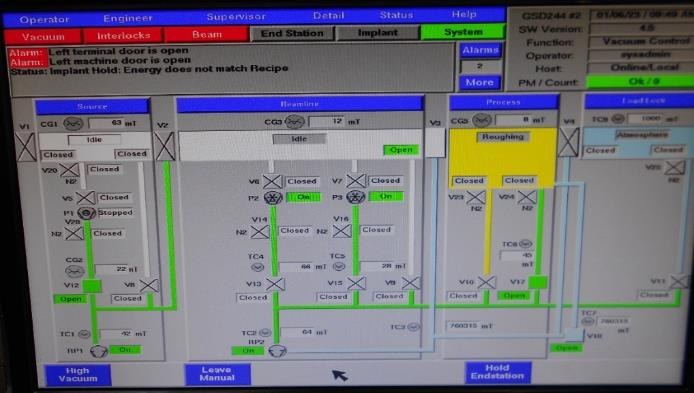 Operator Engineer Supervisor Detail Status Help
Vacuum Interlocks Beam End Station Implant System
GSD244 #2 01/06/23 / 09:49 AM
SW Version: 4.5
Function: Vacuum Control
Operator: sysadmin
Host: Online/Local
PM / Count: Ok / 0
Alarm: Left terminal door is open
Alarm: Left machine door is open
Status: Implant Hold: Energy does not match Recipe
Alarms
2
More
Source Beamline Process Load Lock
V1 CG1 63 mT V2 CG3 12 mT V3 CG5 8 mT V4 TC9 1000 mT
Idle Idle Roughing Atmosphere
Closed Closed Open Closed Closed
Closed Closed
V20 Closed
N2
V6 Closed V7 Closed
V25
N2
V5 Closed
P2 On P3 On
V23 V24
N2 N2
P1 Stopped
V28
N2 Closed
V14 V16
N2 Closed N2 Closed
TC6
45
mT
CG2
22 mT
TC4 TC5
66 mT 28 mT
V12 V8
Open Closed
V13 V15 V9
Closed Closed Closed
V10 V17
Closed Open
V11
Closed
TC1 42 mT
TC2 64 mT
TC3 760315 mT
TC7
760315 mT
RP1 On
RP2
On
V18
Open
High
Vacuum
Leave
Manual
Hold
Endstation